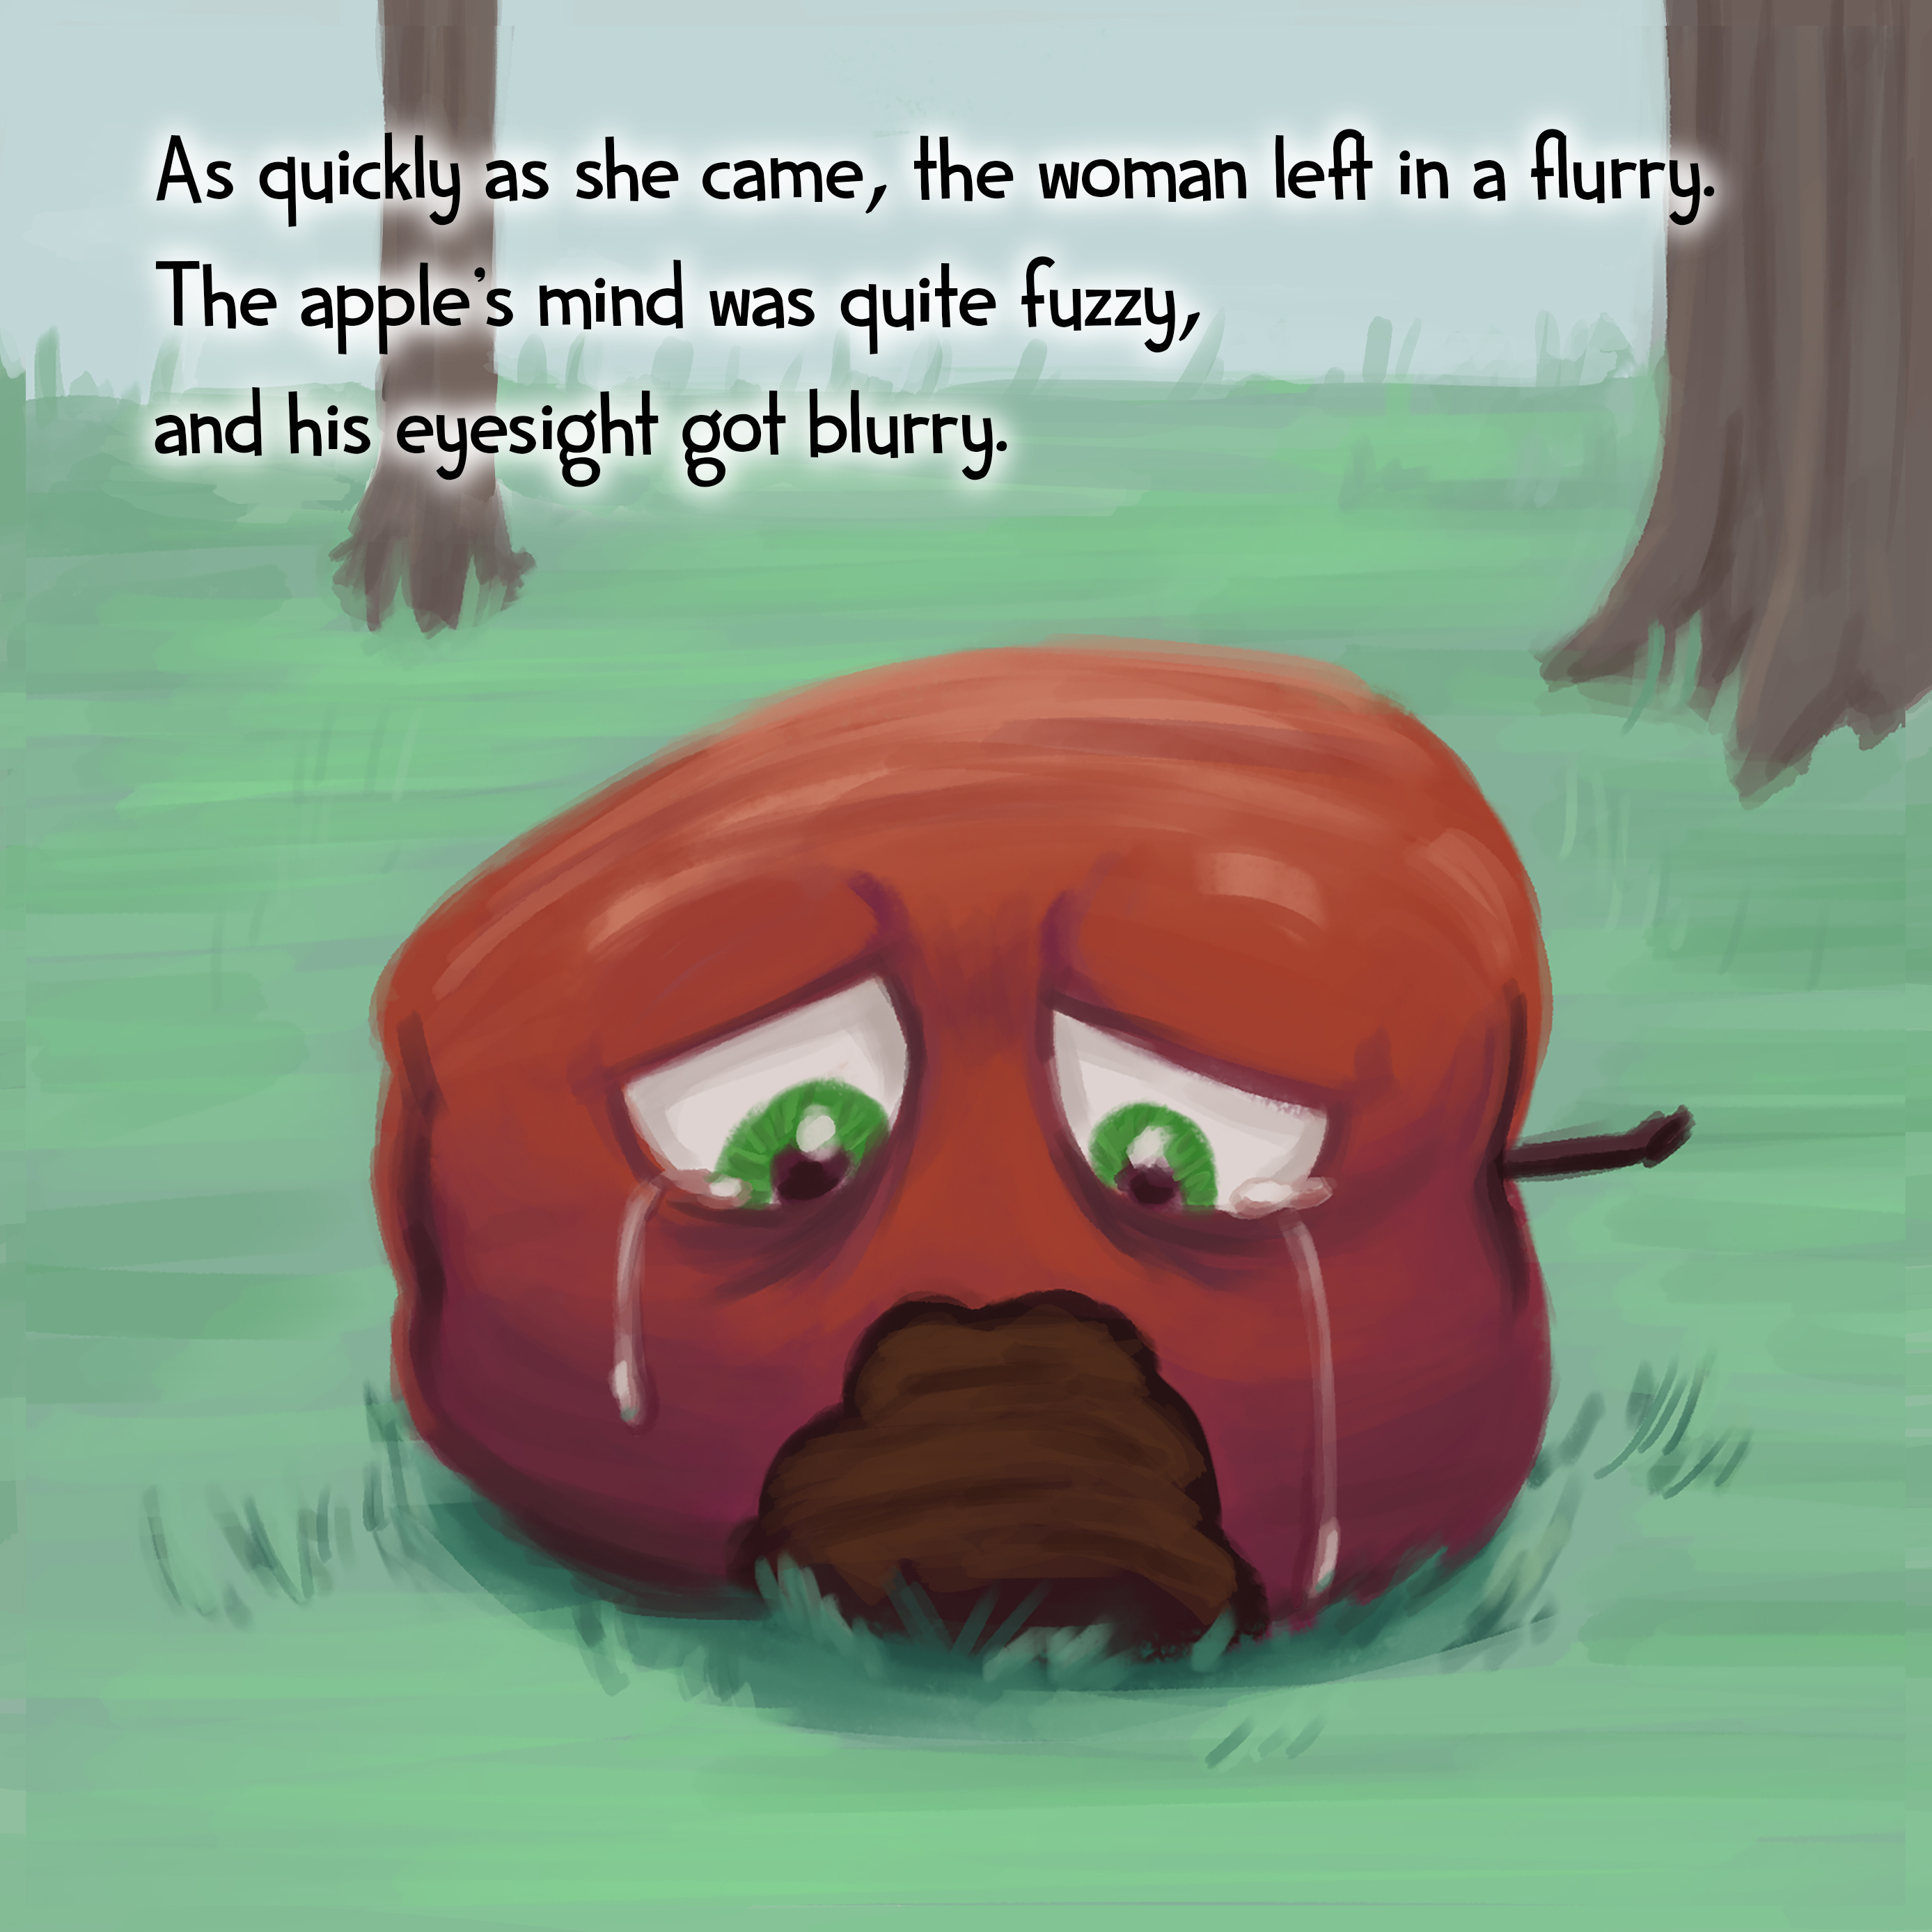 As quickly as she came, the woman left in a flurry.
The apple's mind was quite fuzzy,
and his eyesight got blurry.